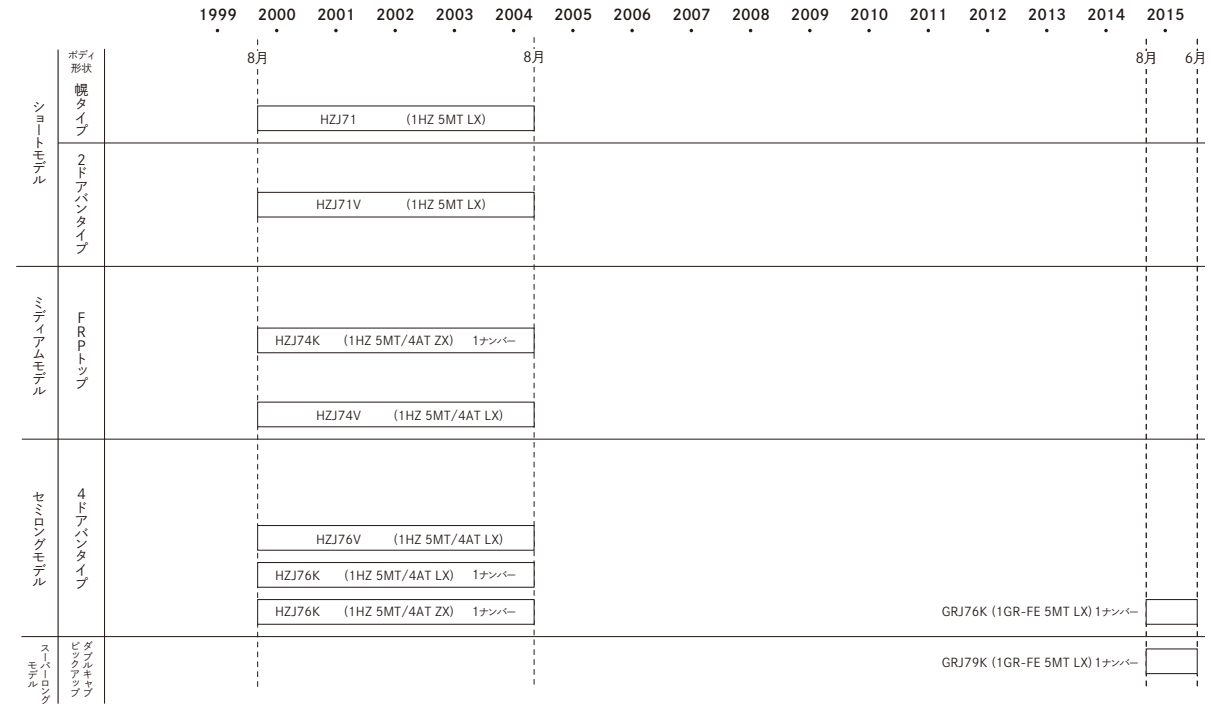 1999 2000 2001 2002 2003 2004 2005 2006 2007 2008 2009 2010 2011 2012 2013 2014 2015
8月 8月 8月 6月
ボディ
形状
ショートモデル
幌タイプ
HZJ71 (1HZ 5MT LX)
2ドアバンタイプ
HZJ71V (1HZ 5MT LX)
ミディアムモデル
FRPトップ
HZJ74K (1HZ 5MT/4AT ZX) 1ナンバー
HZJ74V (1HZ 5MT/4AT LX)
セミロングモデル
4ドアバンタイプ
HZJ76V (1HZ 5MT/4AT LX)
HZJ76K (1HZ 5MT/4AT LX) 1ナンバー
HZJ76K (1HZ 5MT/4AT ZX) 1ナンバー
GRJ76K (1GR-FE 5MT LX) 1ナンバー
スーパーロング
モデル
ダブルキャブ
ピックアップ
GRJ79K (1GR-FE 5MT LX) 1ナンバー